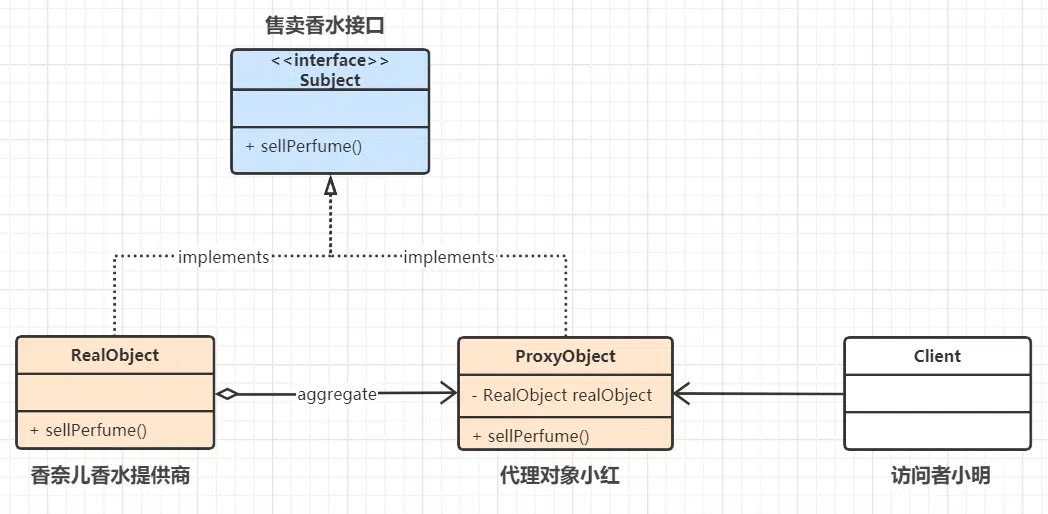 售卖香水接口
<<interface>>
Subject
+ sellPerfume()
implements
implements
RealObject
+ sellPerfume()
香奈儿香水提供商
aggregate
ProxyObject
- RealObject realObject
+ sellPerfume()
代理对象小红
Client
访问者小明